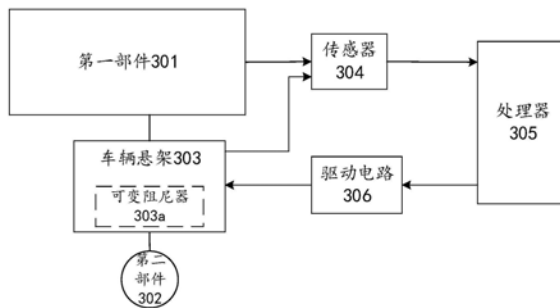 第一部件301
传感器
304
处理器
305
车辆悬架303
可变阻尼器
303a
驱动电路
306
第二
部件
302